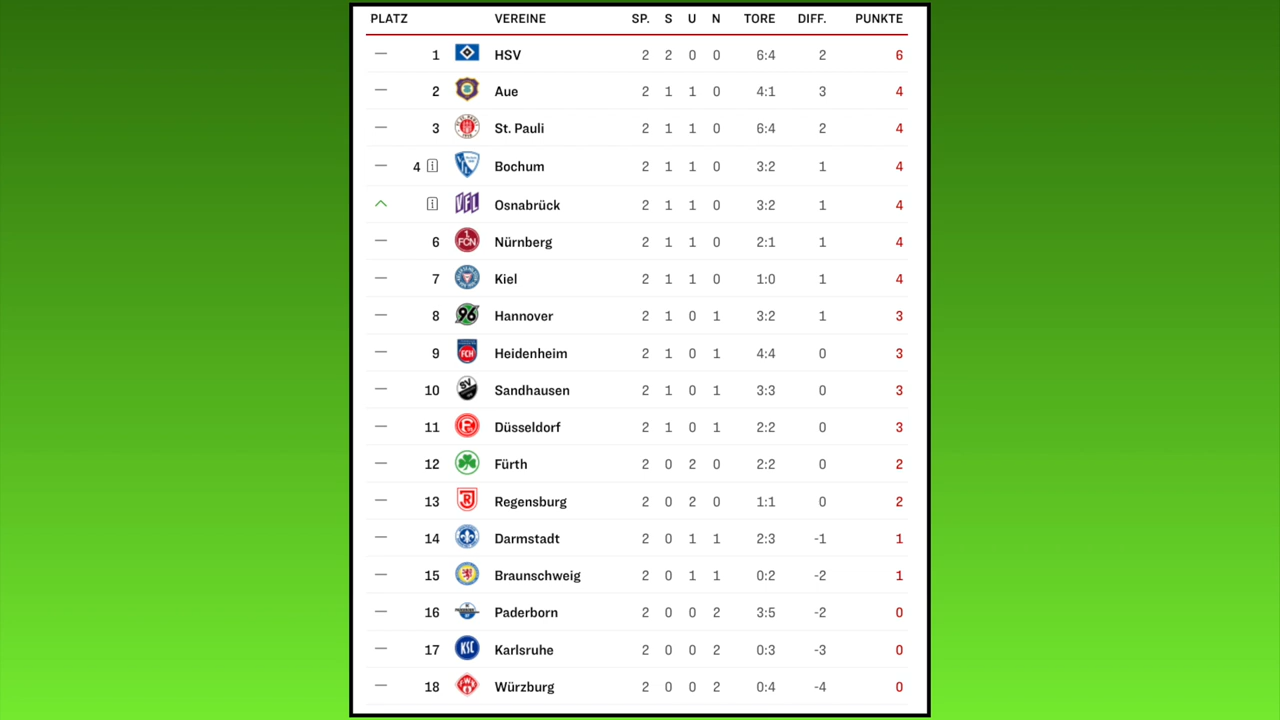 PLATZ VEREINE SP. S U N TORE DIFF. PUNKTE
— 1 HSV 2 2 0 0 6:4 2 6
— 2 Aue 2 1 1 0 4:1 3 4
— 3 St. Pauli 2 1 1 0 6:4 2 4
— 4 i Bochum 2 1 1 0 3:2 1 4
i VFL Osnabrück 2 1 1 0 3:2 1 4
— 6 1. FCN Nürnberg 2 1 1 0 2:1 1 4
— 7 Kiel 2 1 1 0 1:0 1 4
— 8 96 Hannover 2 1 0 1 3:2 1 3
— 9 FCH Heidenheim 2 1 0 1 4:4 0 3
— 10 SV Sandhausen 2 1 0 1 3:3 0 3
— 11 Düsseldorf 2 1 0 1 2:2 0 3
— 12 Fürth 2 0 2 0 2:2 0 2
— 13 Regensburg 2 0 2 0 1:1 0 2
— 14 Darmstadt 2 0 1 1 2:3 -1 1
— 15 Braunschweig 2 0 1 1 0:2 -2 1
— 16 Paderborn 2 0 0 2 3:5 -2 0
— 17 KSC Karlsruhe 2 0 0 2 0:3 -3 0
— 18 FWK Würzburg 2 0 0 2 0:4 -4 0